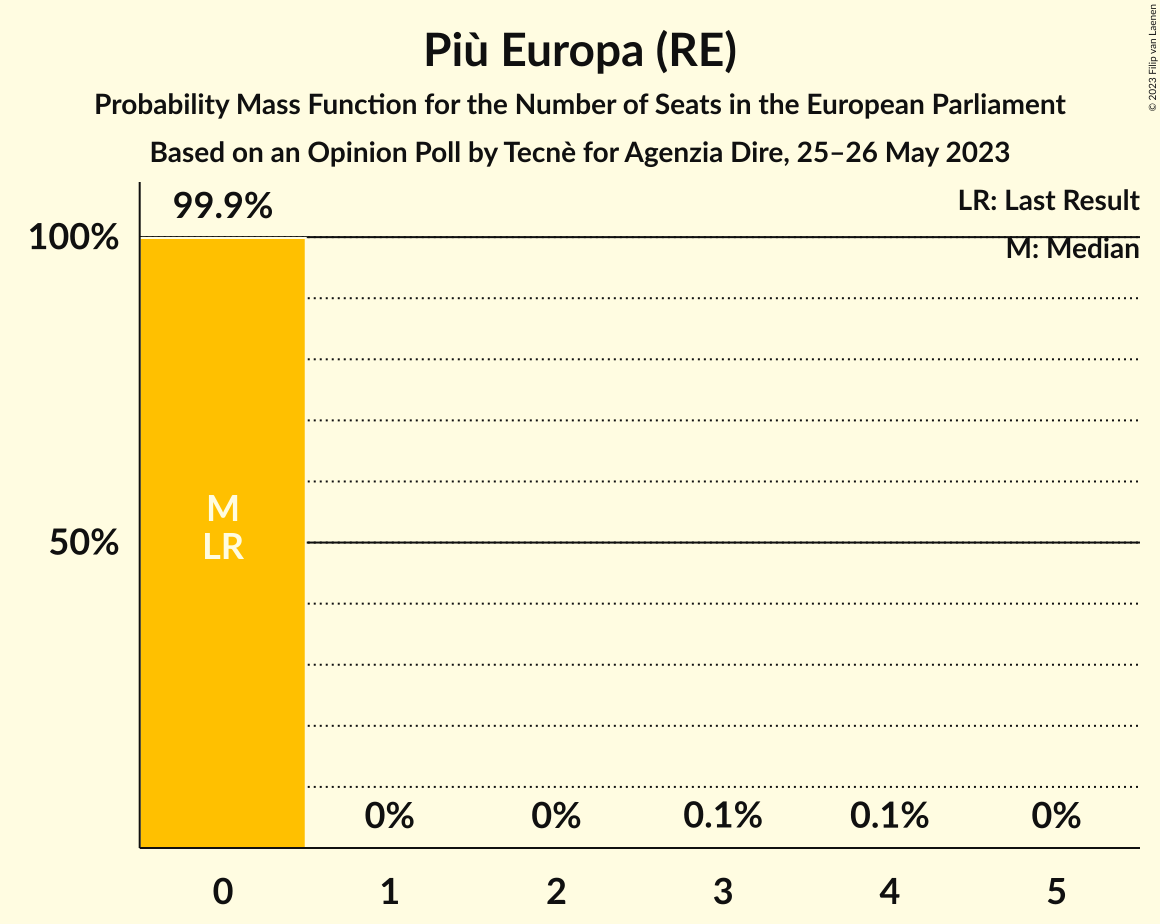 Più Europa (RE)
Probability Mass Function for the Number of Seats in the European Parliament
Based on an Opinion Poll by Tecnè for Agenzia Dire, 25–26 May 2023
© 2023 Filip van Laenen
LR: Last Result
M: Median
99.9%
100%
M
LR
50%
0% 0% 0.1% 0.1% 0%
0 1 2 3 4 5